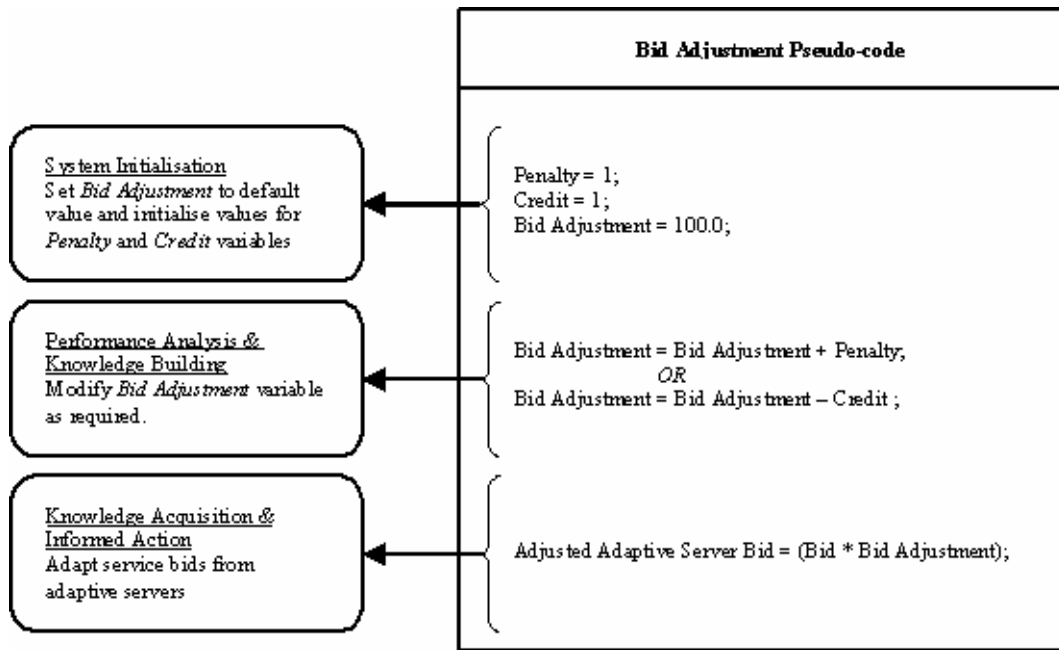 Bid Adjustment Pseudo-code
System Initialisation
Set Bid Adjustment to default
value and initialise values for
Penalty and Credit variables
Penalty = 1;
Credit = 1;
Bid Adjustment = 100.0;
Performance Analysis &
Knowledge Building
Modify Bid Adjustment variable
as required.
Bid Adjustment = Bid Adjustment + Penalty;
OR
Bid Adjustment = Bid Adjustment – Credit ;
Knowledge Acquisition &
Informed Action
Adapt service bids from
adaptive servers
Adjusted Adaptive Server Bid = (Bid * Bid Adjustment);